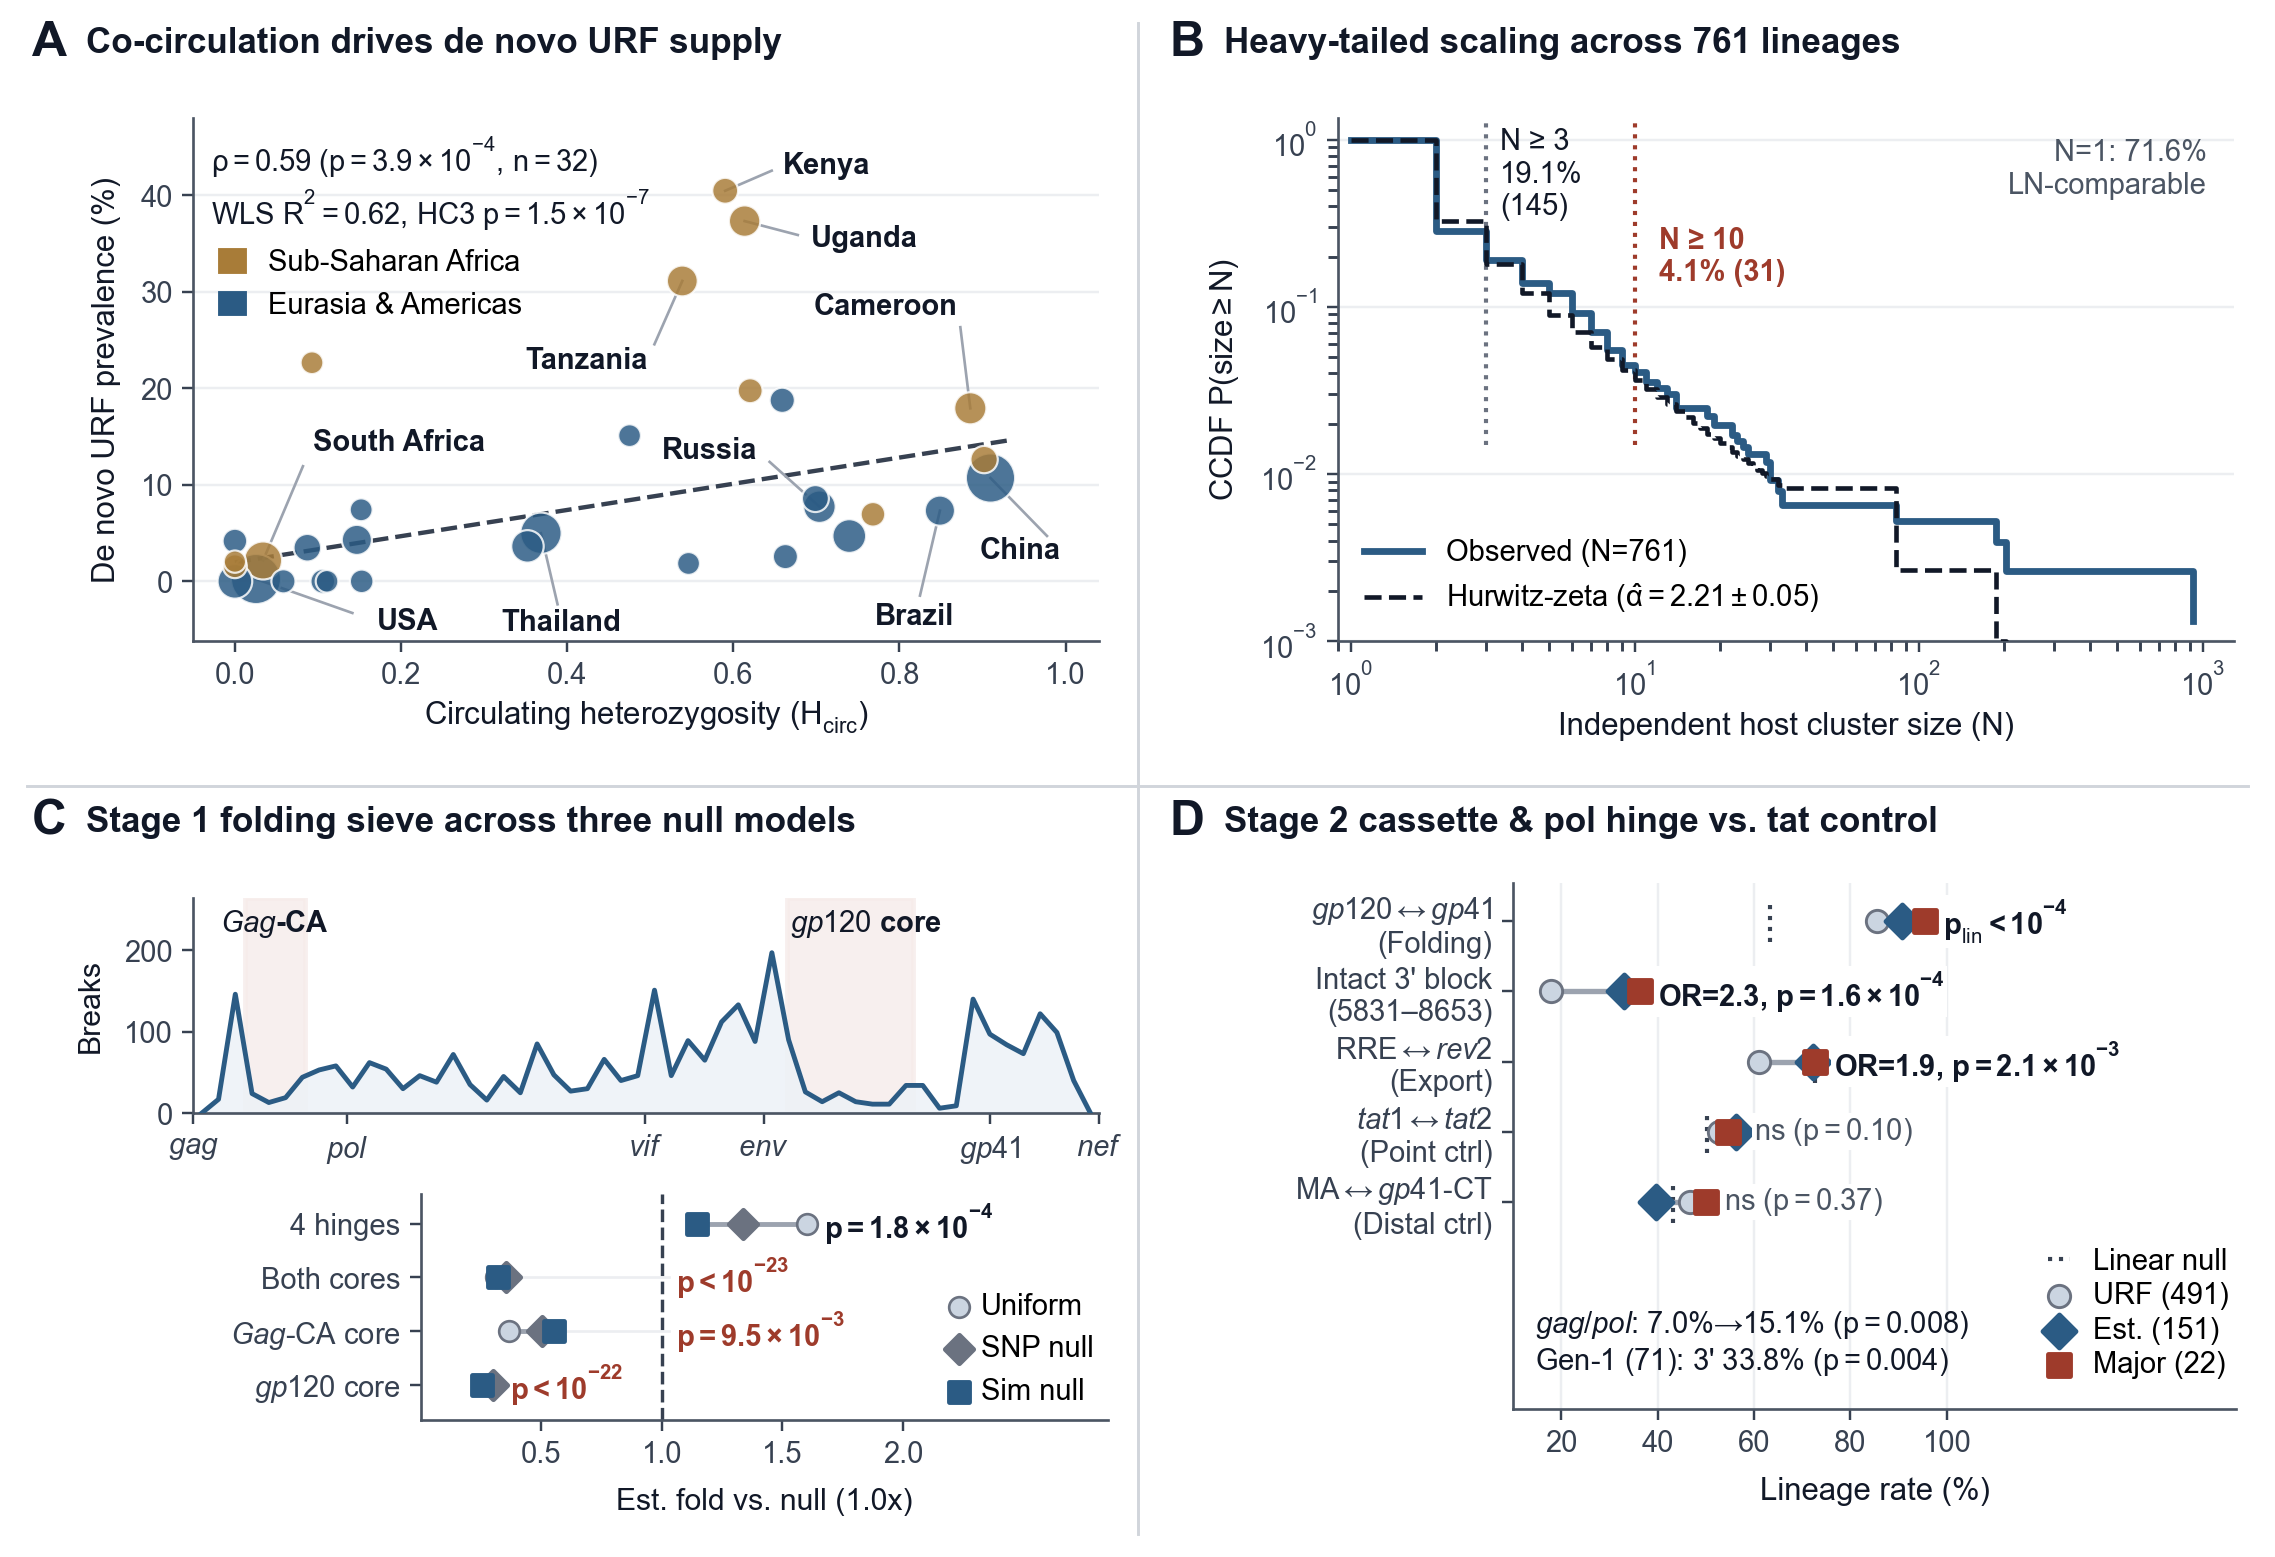 A Co-circulation drives de novo URF supply
ρ = 0.59 (p = 3.9 × 10⁻⁴, n = 32)
WLS R² = 0.62, HC3 p = 1.5 × 10⁻⁷
Sub-Saharan Africa
Eurasia & Americas
Kenya
Uganda
Tanzania
Cameroon
South Africa
Russia
China
USA
Thailand
Brazil
De novo URF prevalence (%)
40
30
20
10
0
0.0 0.2 0.4 0.6 0.8 1.0
Circulating heterozygosity (H_circ)
B Heavy-tailed scaling across 761 lineages
N ≥ 3
19.1%
(145)
N ≥ 10
4.1% (31)
N=1: 71.6%
LN-comparable
Observed (N=761)
Hurwitz-zeta (α̂ = 2.21 ± 0.05)
CCDF P(size ≥ N)
10⁰
10⁻¹
10⁻²
10⁻³
10⁰ 10¹ 10² 10³
Independent host cluster size (N)
C Stage 1 folding sieve across three null models
Gag-CA
gp120 core
Breaks
200
100
0
gag pol vif env gp41 nef
4 hinges
p = 1.8 × 10⁻⁴
Both cores
p < 10⁻²³
Gag-CA core
p = 9.5 × 10⁻³
gp120 core
p < 10⁻²²
Uniform
SNP null
Sim null
0.5 1.0 1.5 2.0
Est. fold vs. null (1.0x)
D Stage 2 cassette & pol hinge vs. tat control
gp120 ↔ gp41
(Folding)
p_lin < 10⁻⁴
Intact 3' block
(5831–8653)
OR=2.3, p = 1.6 × 10⁻⁴
RRE ↔ rev2
(Export)
OR=1.9, p = 2.1 × 10⁻³
tat1 ↔ tat2
(Point ctrl)
ns (p = 0.10)
MA ↔ gp41-CT
(Distal ctrl)
ns (p = 0.37)
Linear null
URF (491)
Est. (151)
Major (22)
gag/pol: 7.0%→15.1% (p = 0.008)
Gen-1 (71): 3' 33.8% (p = 0.004)
20 40 60 80 100
Lineage rate (%)